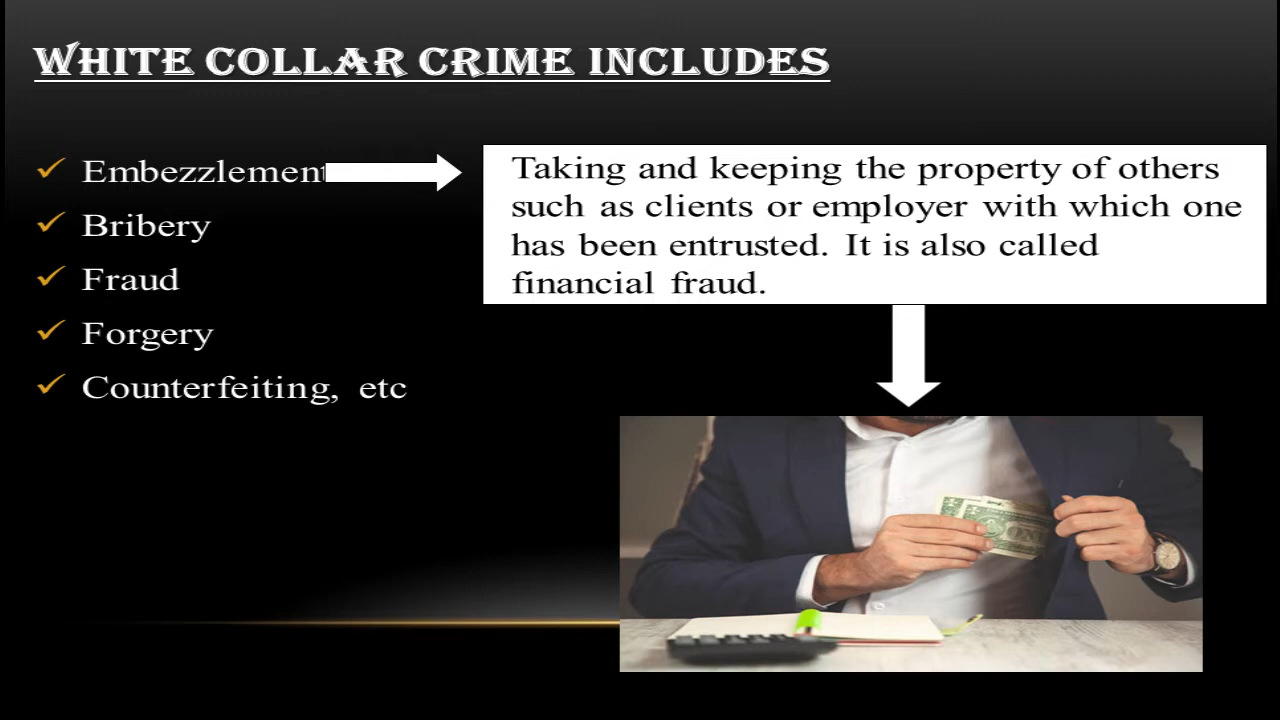 WHITE COLLAR CRIME INCLUDES
Embezzlement
Taking and keeping the property of others
such as clients or employer with which one
has been entrusted. It is also called
financial fraud.
Bribery
Fraud
Forgery
Counterfeiting, etc
ONE